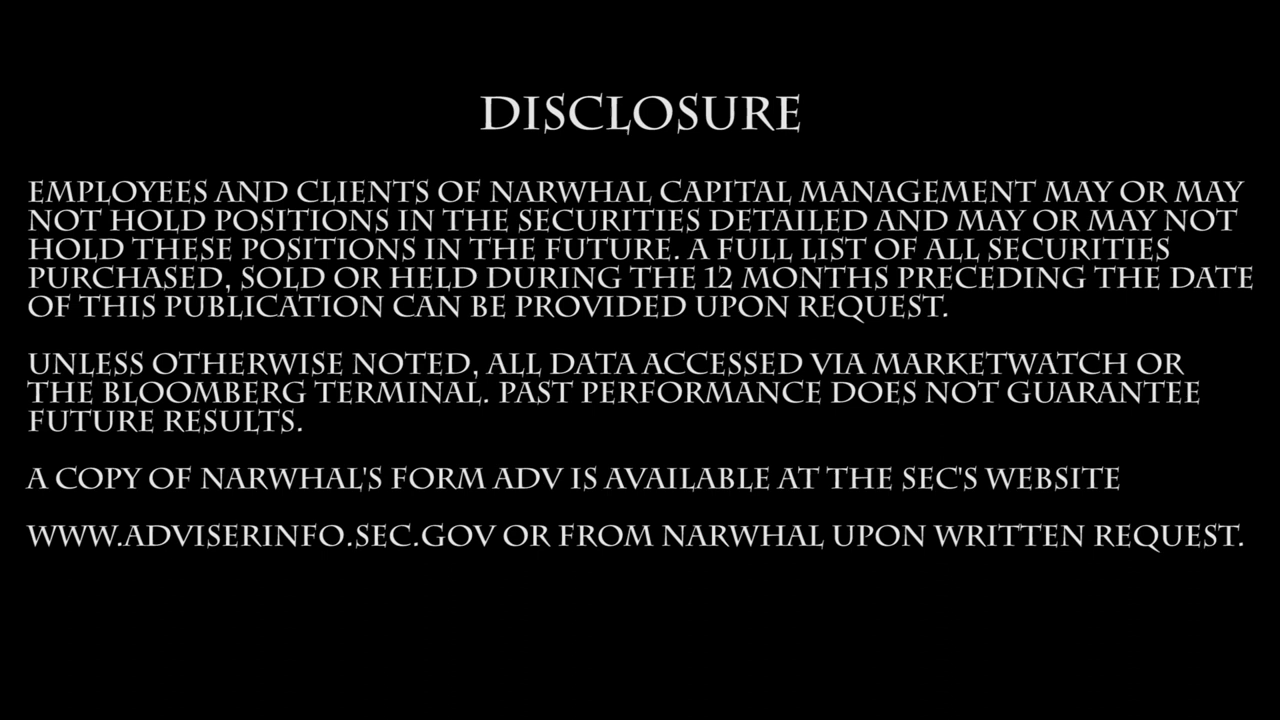 DISCLOSURE
EMPLOYEES AND CLIENTS OF NARWHAL CAPITAL MANAGEMENT MAY OR MAY
NOT HOLD POSITIONS IN THE SECURITIES DETAILED AND MAY OR MAY NOT
HOLD THESE POSITIONS IN THE FUTURE. A FULL LIST OF ALL SECURITIES
PURCHASED, SOLD OR HELD DURING THE 12 MONTHS PRECEDING THE DATE
OF THIS PUBLICATION CAN BE PROVIDED UPON REQUEST.
UNLESS OTHERWISE NOTED, ALL DATA ACCESSED VIA MARKETWATCH OR
THE BLOOMBERG TERMINAL. PAST PERFORMANCE DOES NOT GUARANTEE
FUTURE RESULTS.
A COPY OF NARWHAL'S FORM ADV IS AVAILABLE AT THE SEC'S WEBSITE
WWW.ADVISERINFO.SEC.GOV OR FROM NARWHAL UPON WRITTEN REQUEST.